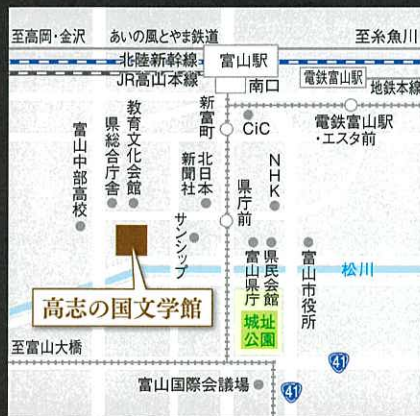 至高岡・金沢
あいの風とやま鉄道
富山駅
至糸魚川
北陸新幹線
JR高山本線
南口
電鉄富山駅
地鉄本線
新富町
CiC
電鉄富山駅
・エスタ前
教育文化会館
県総合庁舎
富山中部高校
北日本
新聞社
NHK
県庁前
サンシップ
県民会館
富山県庁
富山市役所
松川
高志の国文学館
城址
公園
至富山大橋
41
富山国際会議場
41